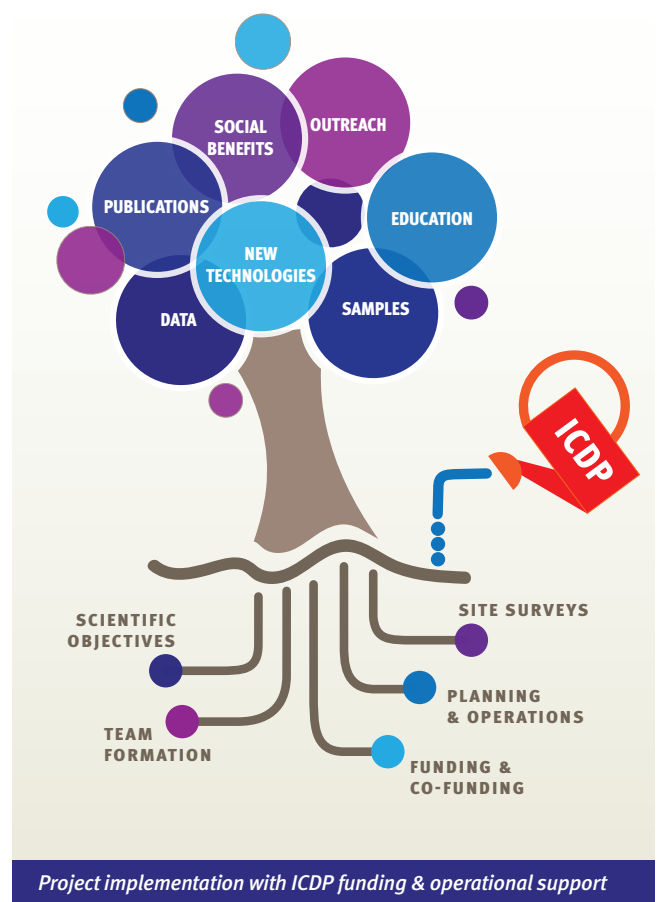 SOCIAL
BENEFITS
OUTREACH
PUBLICATIONS
EDUCATION
NEW
TECHNOLOGIES
DATA
SAMPLES
ICDP
SCIENTIFIC
OBJECTIVES
SITE SURVEYS
TEAM
FORMATION
PLANNING
& OPERATIONS
FUNDING &
CO-FUNDING
Project implementation with ICDP funding & operational support